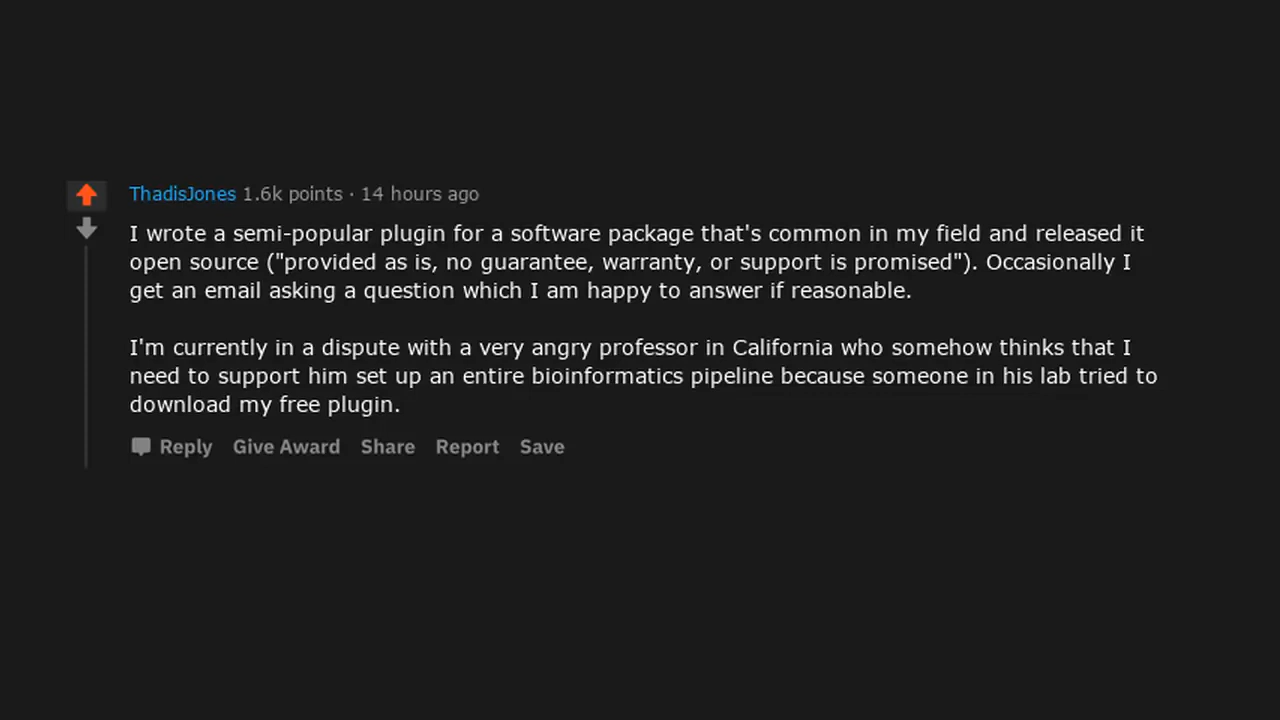 ThadisJones 1.6k points · 14 hours ago
I wrote a semi-popular plugin for a software package that's common in my field and released it
open source ("provided as is, no guarantee, warranty, or support is promised"). Occasionally I
get an email asking a question which I am happy to answer if reasonable.
I'm currently in a dispute with a very angry professor in California who somehow thinks that I
need to support him set up an entire bioinformatics pipeline because someone in his lab tried to
download my free plugin.
Reply Give Award Share Report Save